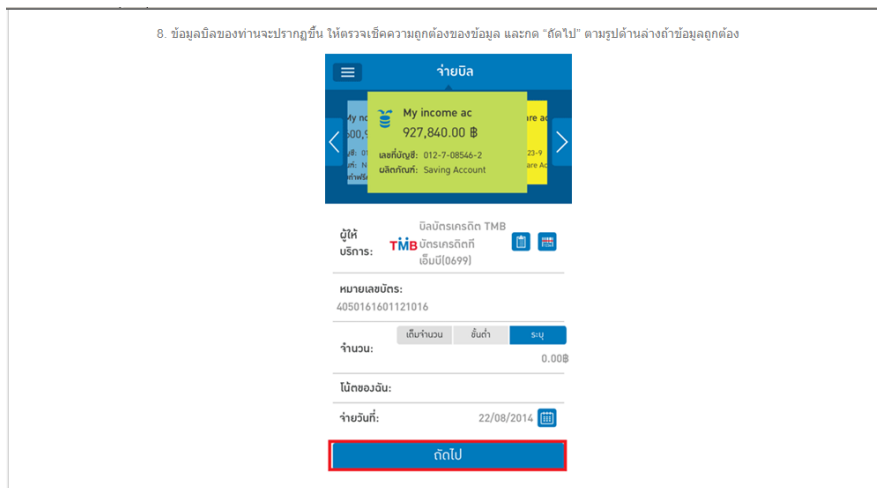 8. ข้อมูลบิลของท่านจะปรากฏขึ้น ให้ตรวจเช็คความถูกต้องของข้อมูล และกด “ถัดไป” ตามรูปด้านล่างถ้าข้อมูลถูกต้อง
จ่ายบิล
My income ac
927,840.00 ฿
เลขที่บัญชี: 012-7-08546-2
ผลิตภัณฑ์: Saving Account
ผู้ให้บริการ:
TMB
บิลบัตรเครดิต TMB
บัตรเครดิตที
เอ็มบี(0699)
หมายเลขบัตร:
4050161601121016
เต็มจำนวน ขั้นต่ำ ระบุ
จำนวน:
0.00฿
โน้ตของฉัน:
จ่ายวันที่: 22/08/2014
ถัดไป